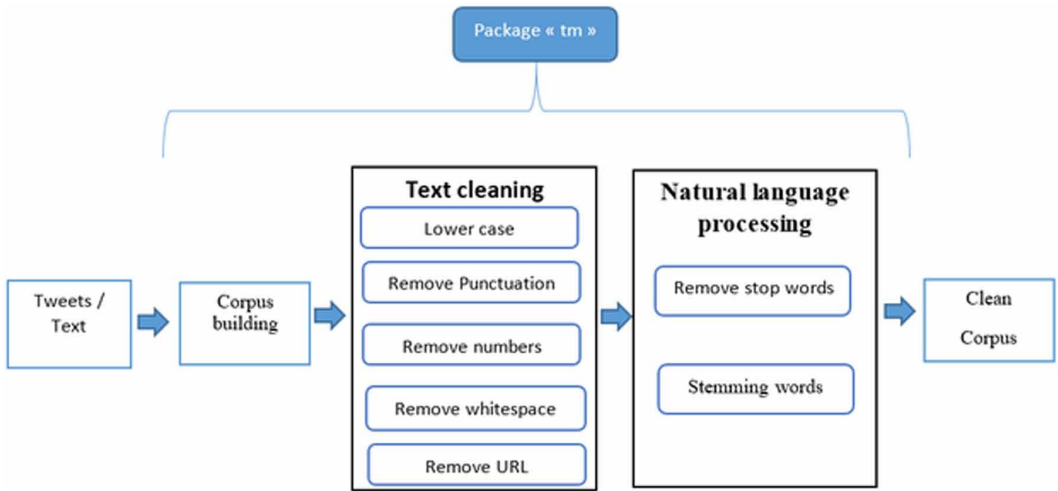 Package « tm »
Tweets /
Text
Corpus
building
Text cleaning
Lower case
Remove Punctuation
Remove numbers
Remove whitespace
Remove URL
Natural language
processing
Remove stop words
Stemming words
Clean
Corpus